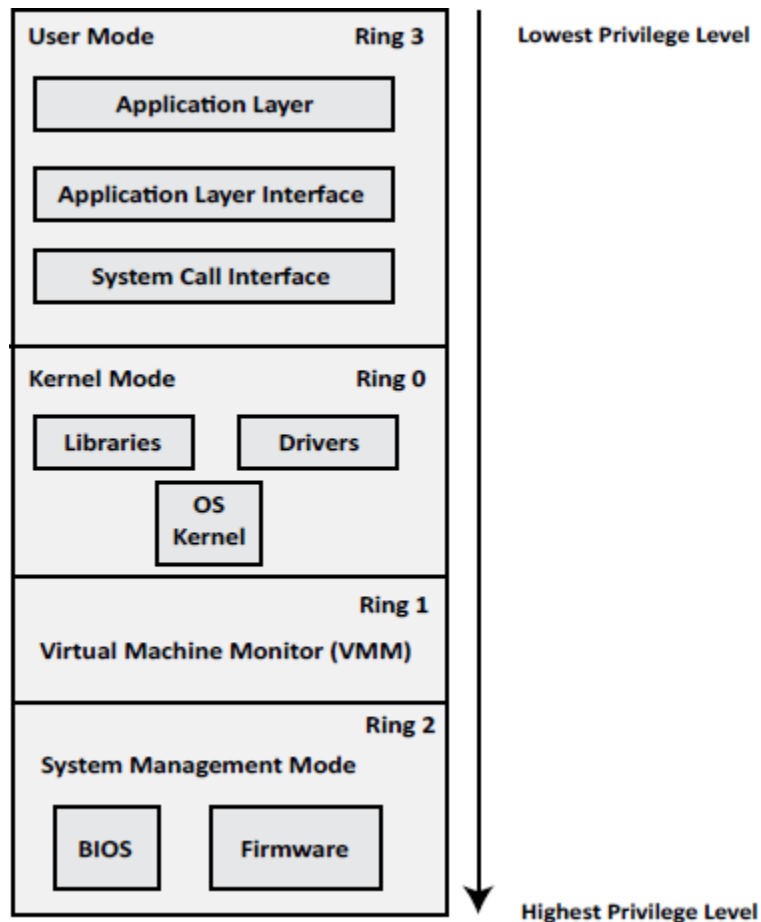 User Mode Ring 3 Lowest Privilege Level
Application Layer
Application Layer Interface
System Call Interface
Kernel Mode Ring 0
Libraries Drivers
OS
Kernel
Ring 1
Virtual Machine Monitor (VMM)
Ring 2
System Management Mode
BIOS Firmware
Highest Privilege Level